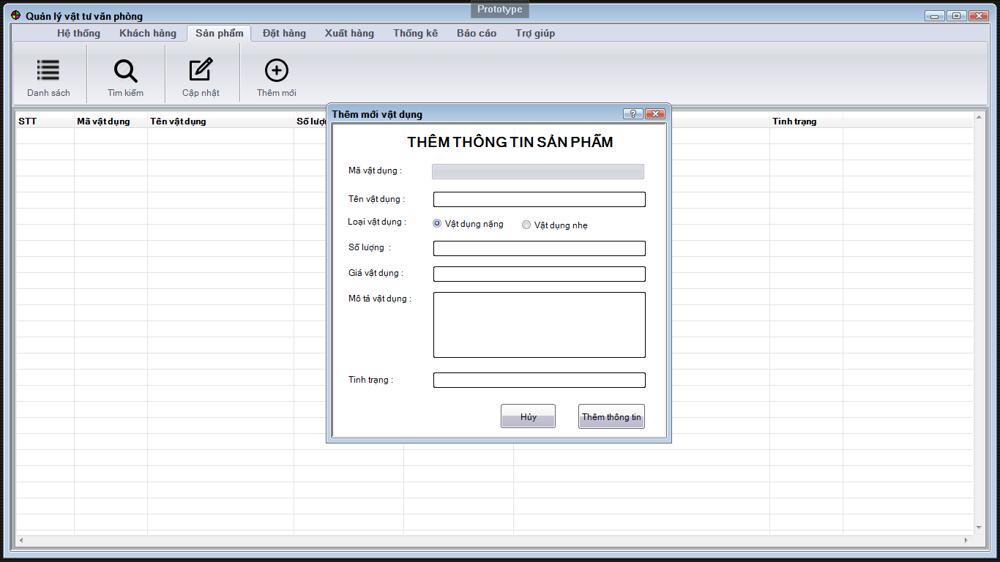 Prototype
Quản lý vật tư văn phòng
Hệ thống Khách hàng Sản phẩm Đặt hàng Xuất hàng Thống kê Báo cáo Trợ giúp
Danh sách Tìm kiếm Cập nhật Thêm mới
STT Mã vật dụng Tên vật dụng Số lượn Tình trạng
Thêm mới vật dụng
THÊM THÔNG TIN SẢN PHẨM
Mã vật dụng :
Tên vật dụng :
Loại vật dụng : Vật dụng nặng Vật dụng nhẹ
Số lượng :
Giá vật dụng :
Mô tả vật dụng :
Tình trạng :
Hủy Thêm thông tin